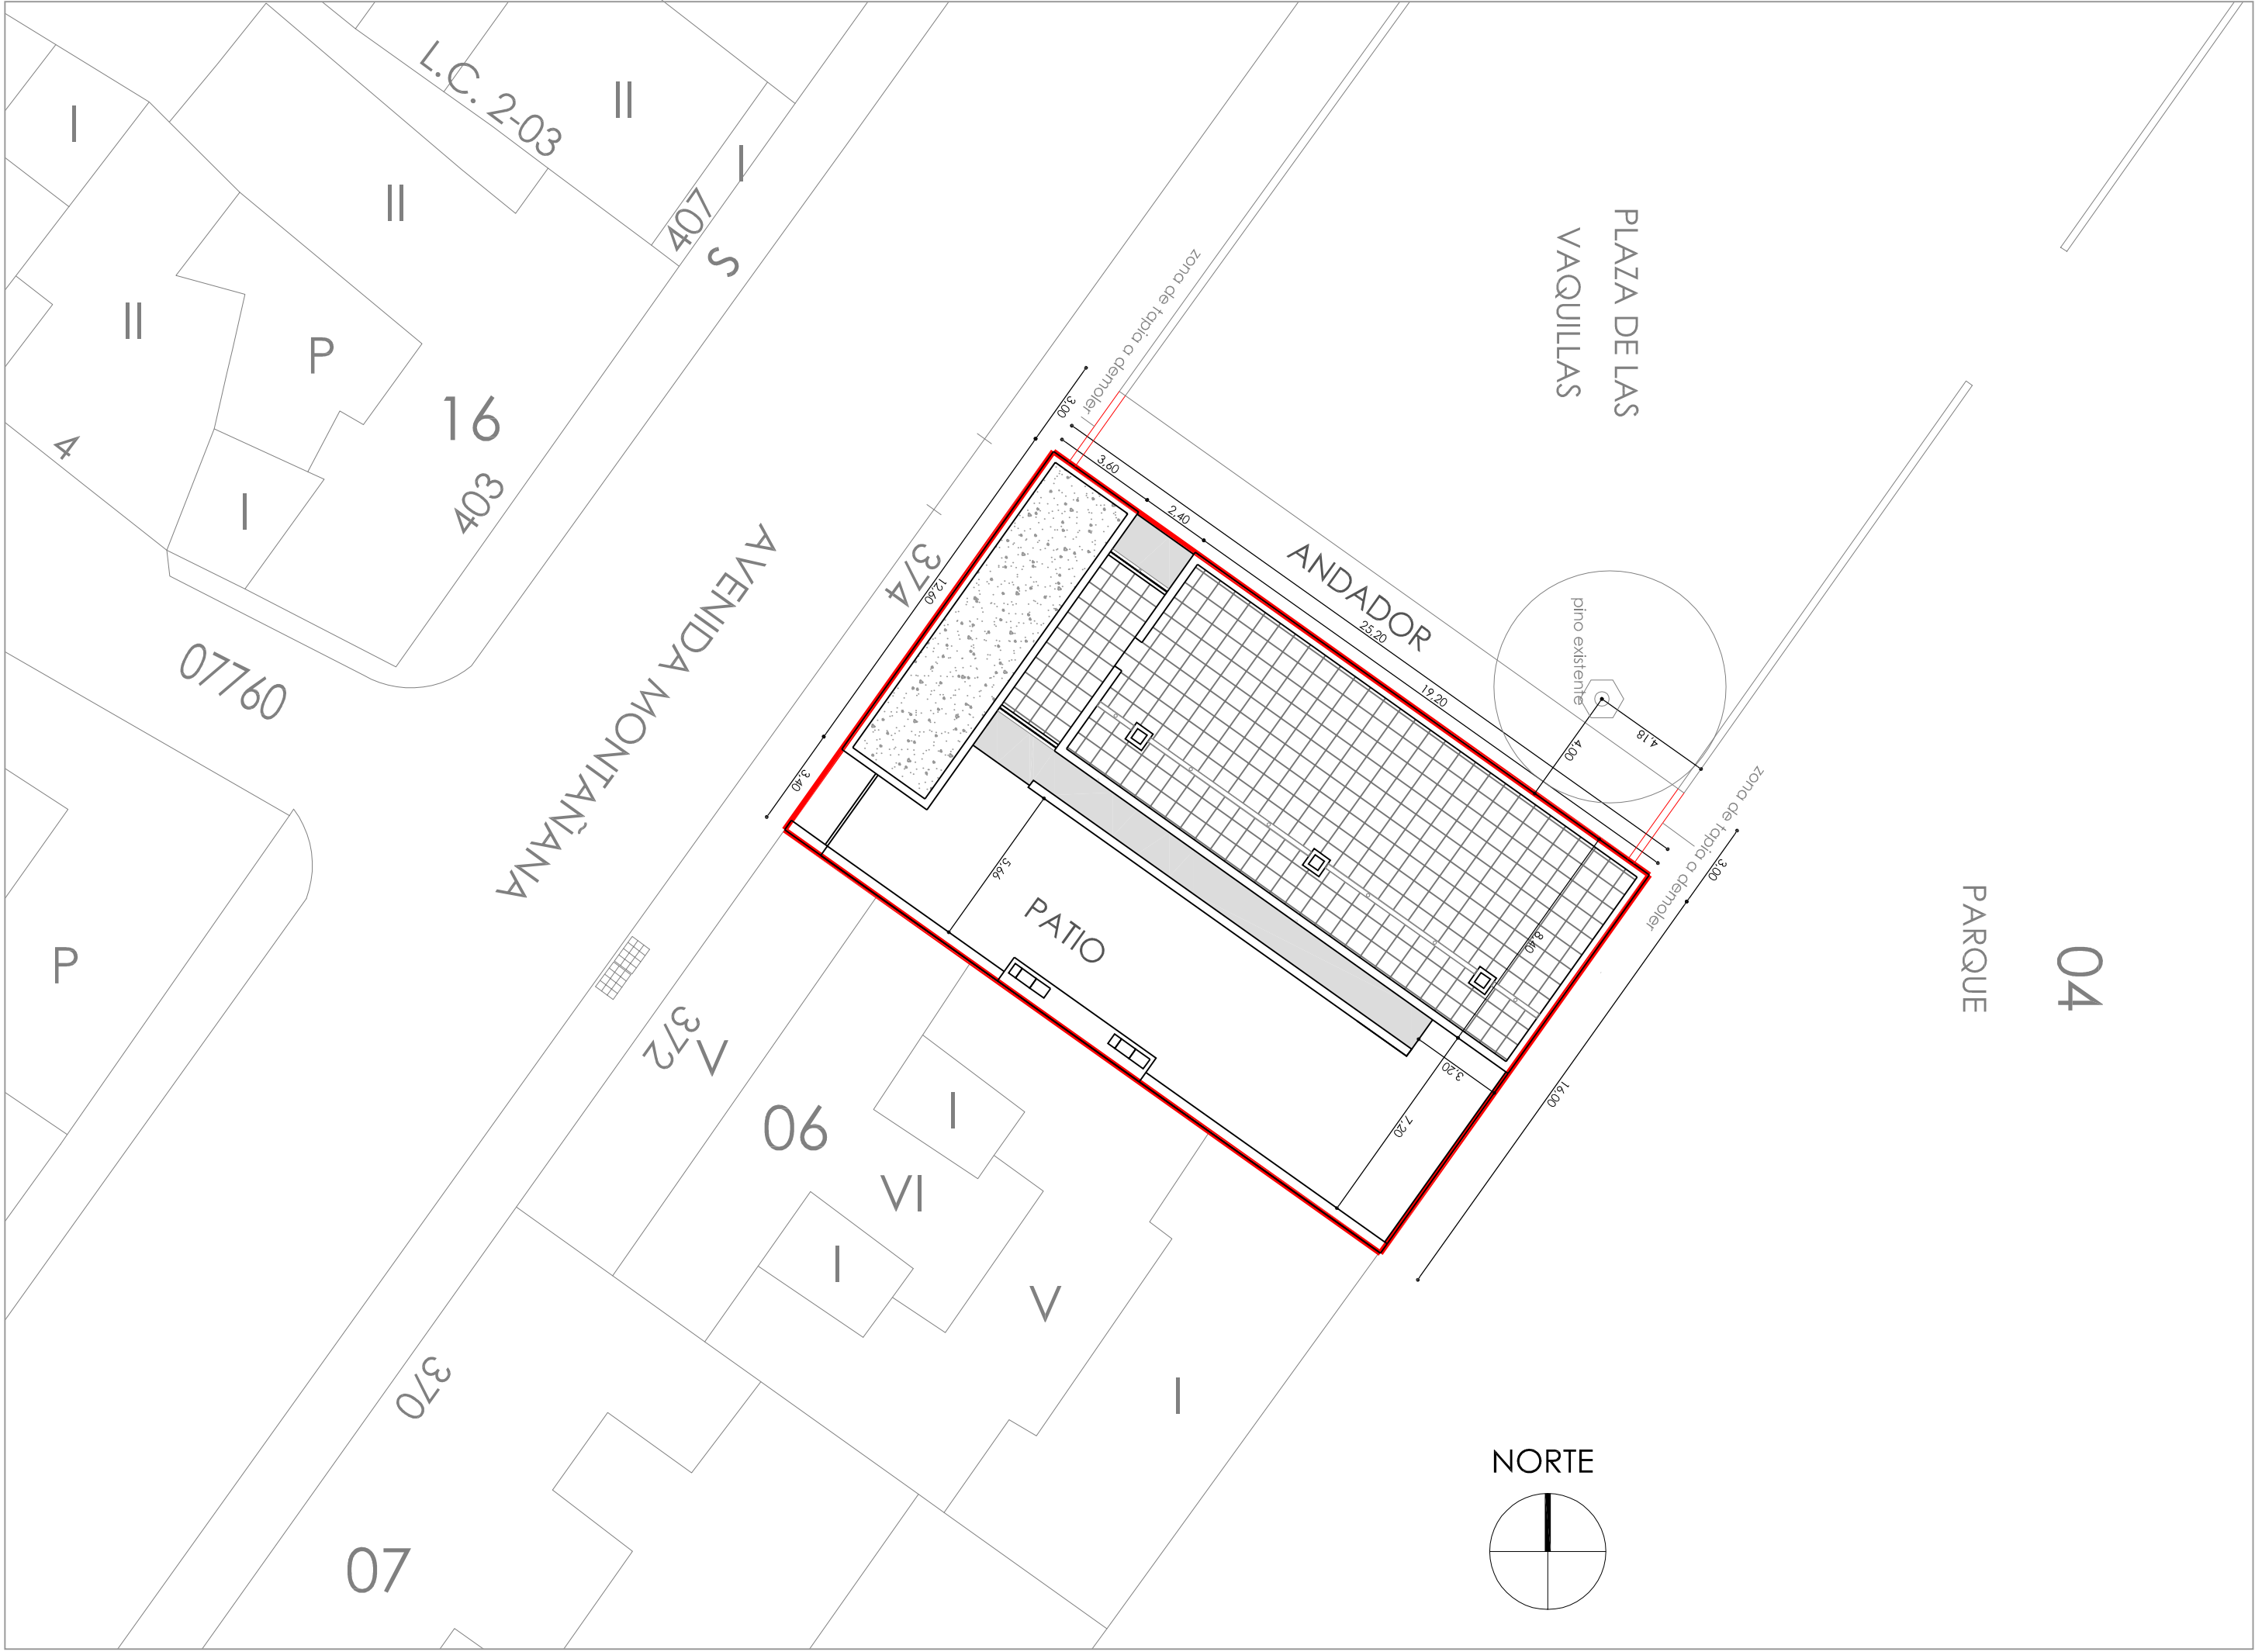 L.C. 2-03
II
I
I
II
407
S
II
P
16
4
I
403
07760
P
PLAZA DE LAS
VAQUILLAS
zona de tapia a demoler
3,00
3,60
2,40
ANDADOR
25,20
19,20
pino existente
4,00
4,18
374
12,60
AVENIDA MONTAÑANA
3,40
5,66
PATIO
8,40
3,20
7,20
zona de tapia a demoler
3,00
16,00
PARQUE
04
372
V
06
I
VI
I
V
I
370
07
NORTE